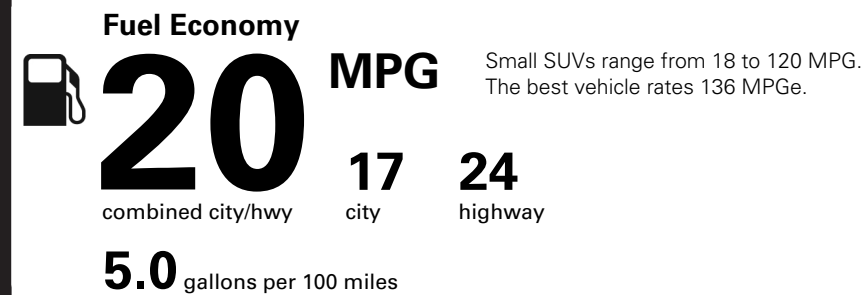 Fuel Economy
20 MPG
Small SUVs range from 18 to 120 MPG.
The best vehicle rates 136 MPGe.
17 24
combined city/hwy city highway
5.0 gallons per 100 miles